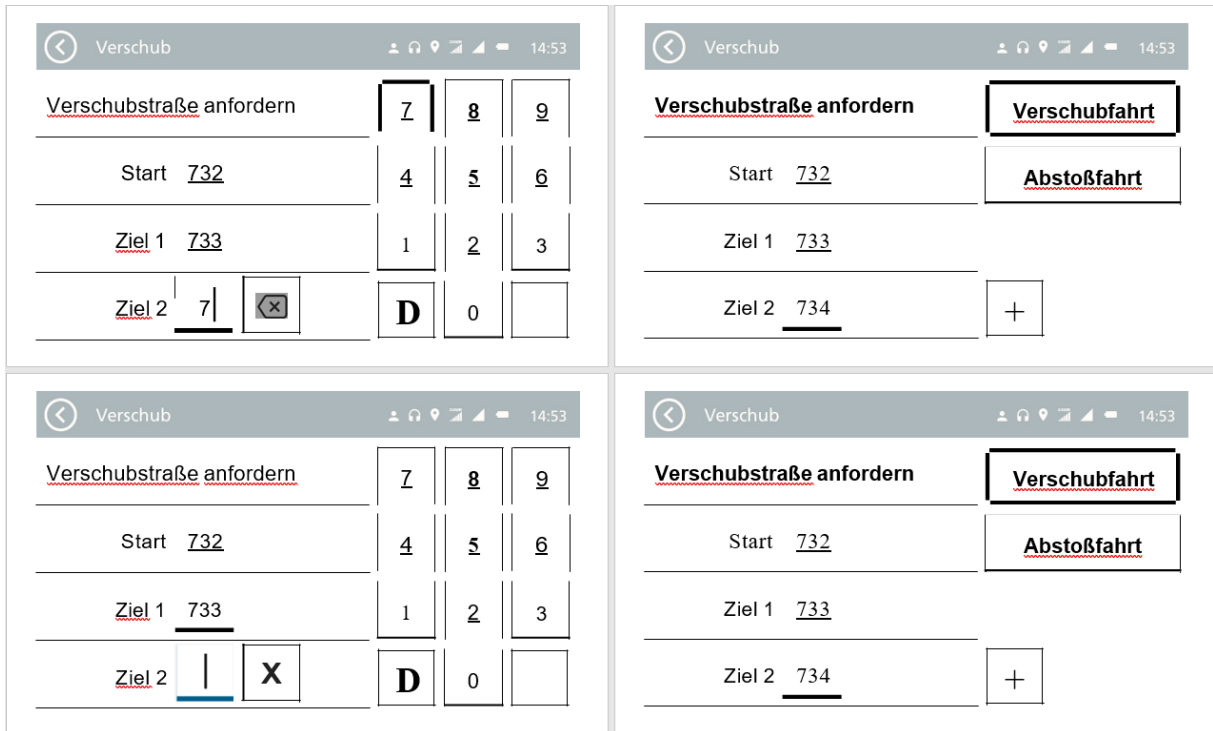 Verschub 14:53
Verschubstraße anfordern 7 8 9
Start 732 4 5 6
Ziel 1 733 1 2 3
Ziel 2 7 D 0
Verschub 14:53
Verschubstraße anfordern Verschubfahrt
Start 732 Abstoßfahrt
Ziel 1 733
Ziel 2 734 +
Verschub 14:53
Verschubstraße anfordern 7 8 9
Start 732 4 5 6
Ziel 1 733 1 2 3
Ziel 2 X D 0
Verschub 14:53
Verschubstraße anfordern Verschubfahrt
Start 732 Abstoßfahrt
Ziel 1 733
Ziel 2 734 +